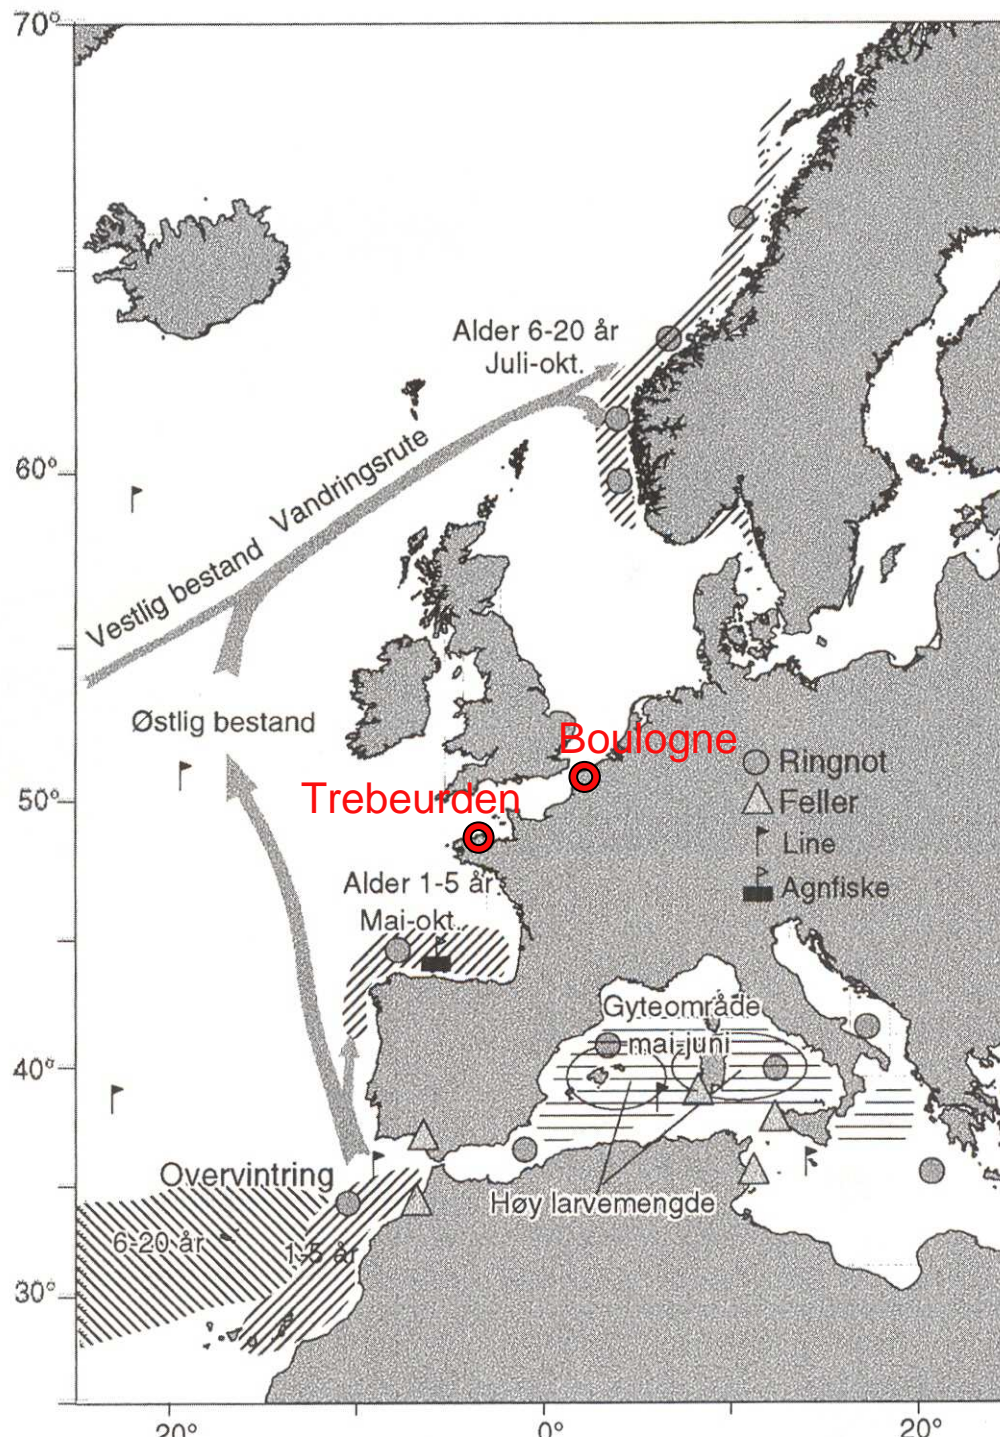 70°
Alder 6-20 år
Juli-okt.
60°
Vandringsrute
Vestlig bestand
Østlig bestand
Boulogne
Ringnot
50°
Trebeurden
Feller
Line
Alder 1-5 år
Agnfiske
Mai-okt.
Gyteområde
mai-juni
40°
Overvintring
Høy larvemengde
6-20 år
1-5 år
30°
20°
0°
20°